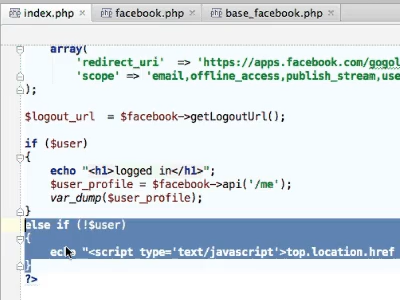 index.php × facebook.php × base_facebook.php ×
array(
'redirect_uri' => 'https://apps.facebook.com/gogol
'scope' => 'email,offline_access,publish_stream,use
);
$logout_url = $facebook->getLogoutUrl();
if ($user)
{
echo "<h1>logged in</h1>";
$user_profile = $facebook->api('/me');
var_dump($user_profile);
}
else if (!$user)
{
echo "<script type='text/javascript'>top.location.href
}
?>